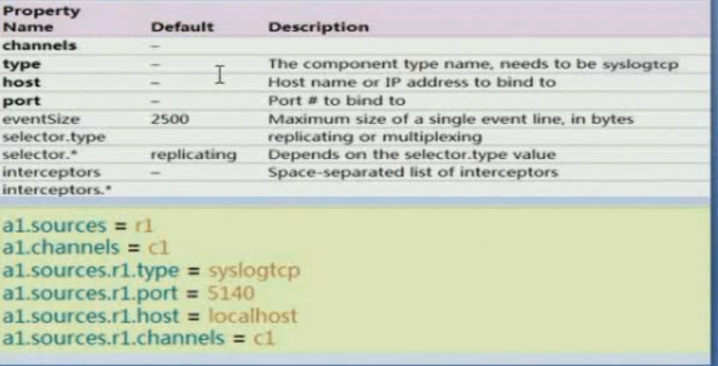 Property
Name Default Description
channels –
type – The component type name, needs to be syslogtcp
host – Host name or IP address to bind to
port – Port # to bind to
eventSize 2500 Maximum size of a single event line, in bytes
selector.type replicating or multiplexing
selector.* replicating Depends on the selector.type value
interceptors – Space-separated list of interceptors
interceptors.*
a1.sources = r1
a1.channels = c1
a1.sources.r1.type = syslogtcp
a1.sources.r1.port = 5140
a1.sources.r1.host = localhost
a1.sources.r1.channels = c1